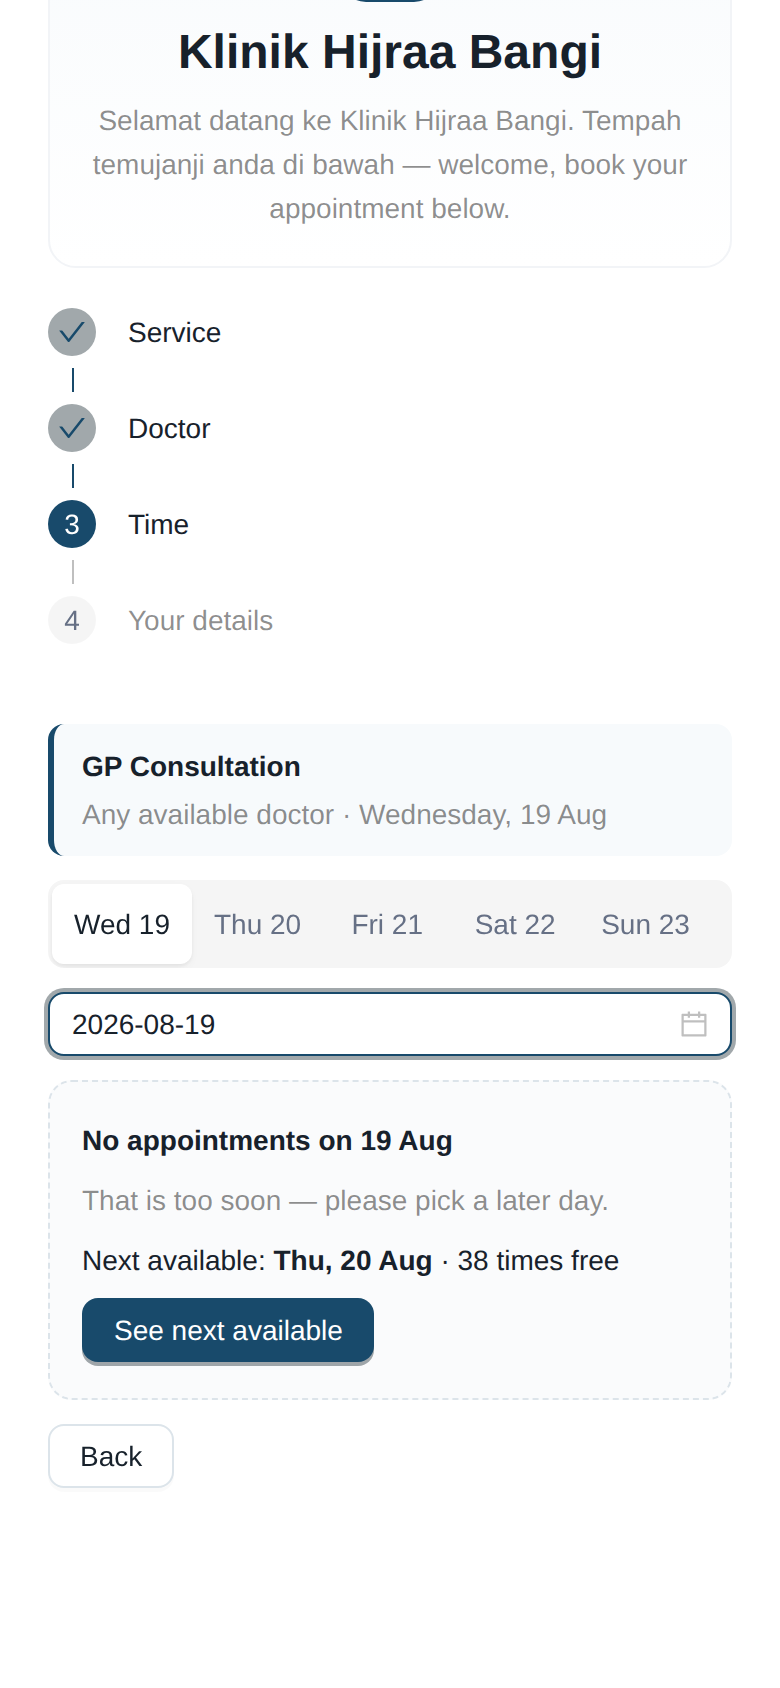 Klinik Hijraa Bangi
Selamat datang ke Klinik Hijraa Bangi. Tempah
temujanji anda di bawah — welcome, book your
appointment below.
Service
Doctor
3 Time
4 Your details
GP Consultation
Any available doctor · Wednesday, 19 Aug
Wed 19 Thu 20 Fri 21 Sat 22 Sun 23
2026-08-19
No appointments on 19 Aug
That is too soon — please pick a later day.
Next available: Thu, 20 Aug · 38 times free
See next available
Back